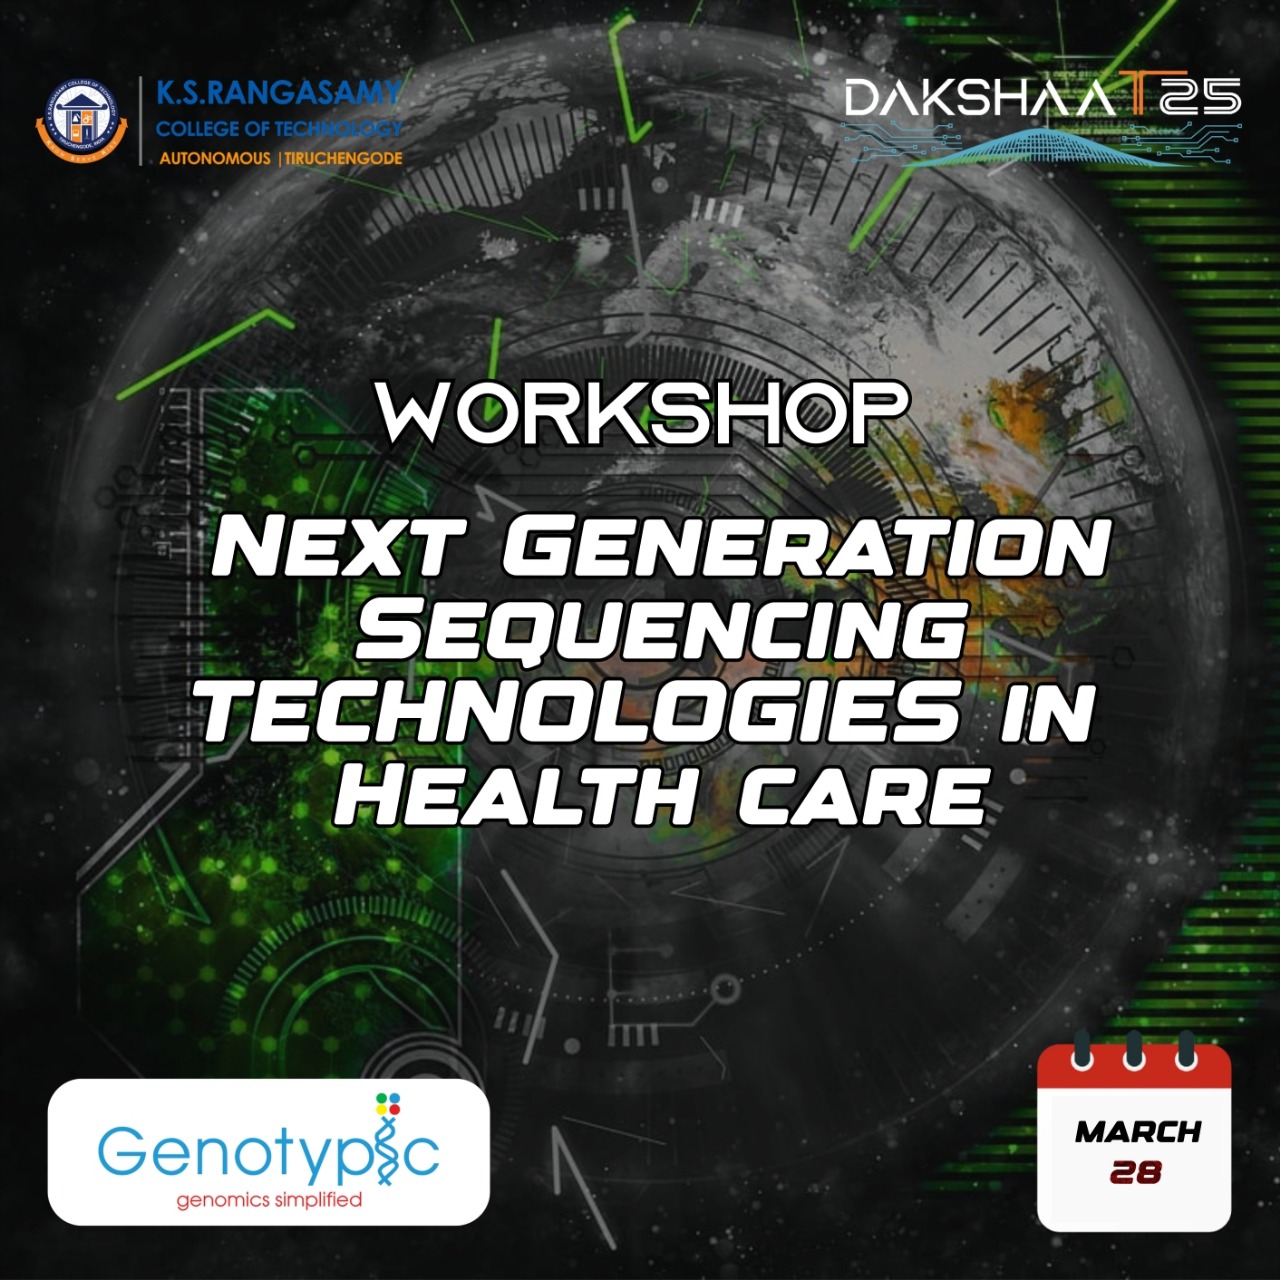 K.S.RANGASAMY
COLLEGE OF TECHNOLOGY
AUTONOMOUS | TIRUCHENGODE
DAKSHAA T25
WORKSHOP
NEXT GENERATION
SEQUENCING
TECHNOLOGIES IN
HEALTH CARE
Genotypic
genomics simplified
MARCH
28